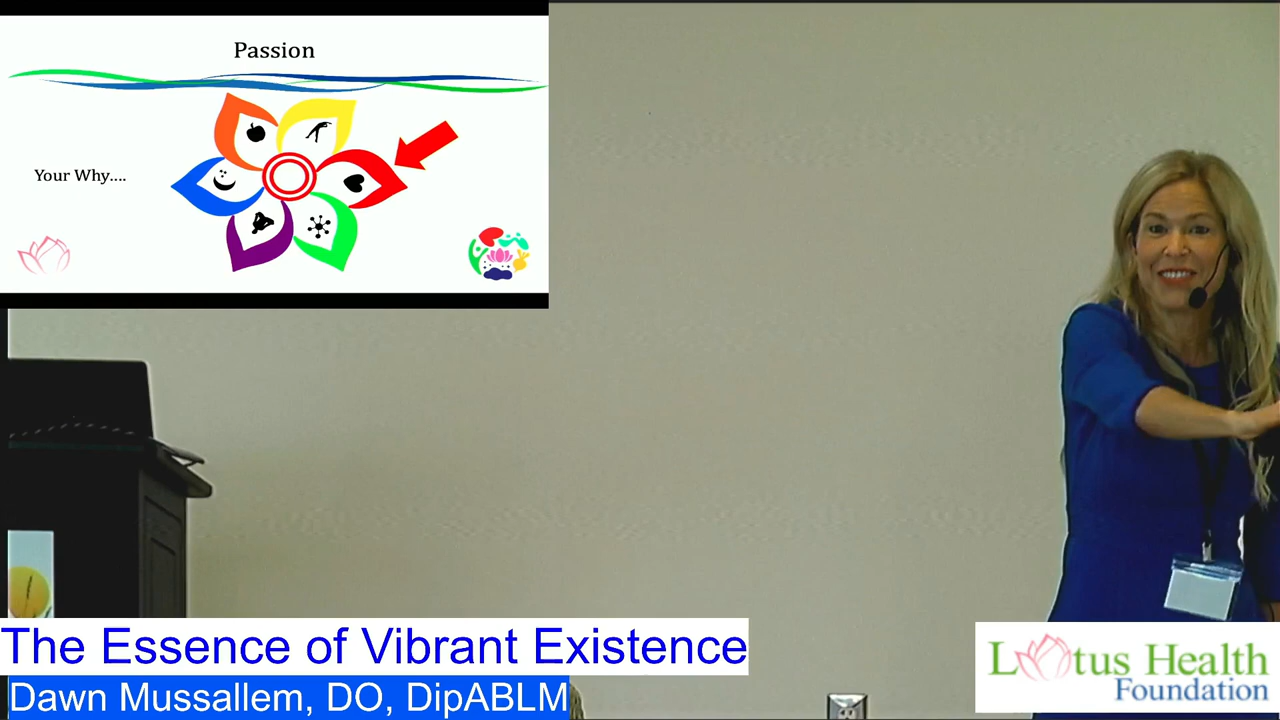 Passion
Your Why....
The Essence of Vibrant Existence
Dawn Mussallem, DO, DipABLM
Lotus Health
Foundation